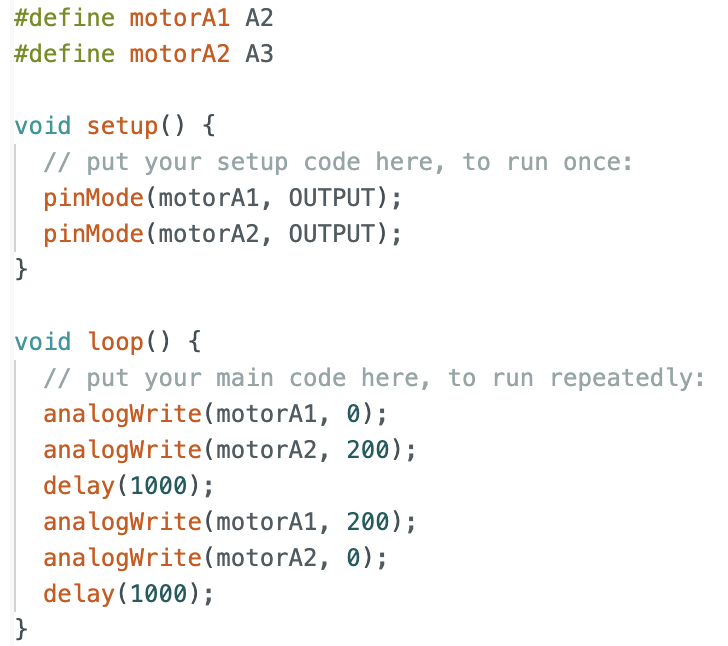 #define motorA1 A2
#define motorA2 A3
void setup() {
// put your setup code here, to run once:
pinMode(motorA1, OUTPUT);
pinMode(motorA2, OUTPUT);
}
void loop() {
// put your main code here, to run repeatedly:
analogWrite(motorA1, 0);
analogWrite(motorA2, 200);
delay(1000);
analogWrite(motorA1, 200);
analogWrite(motorA2, 0);
delay(1000);
}